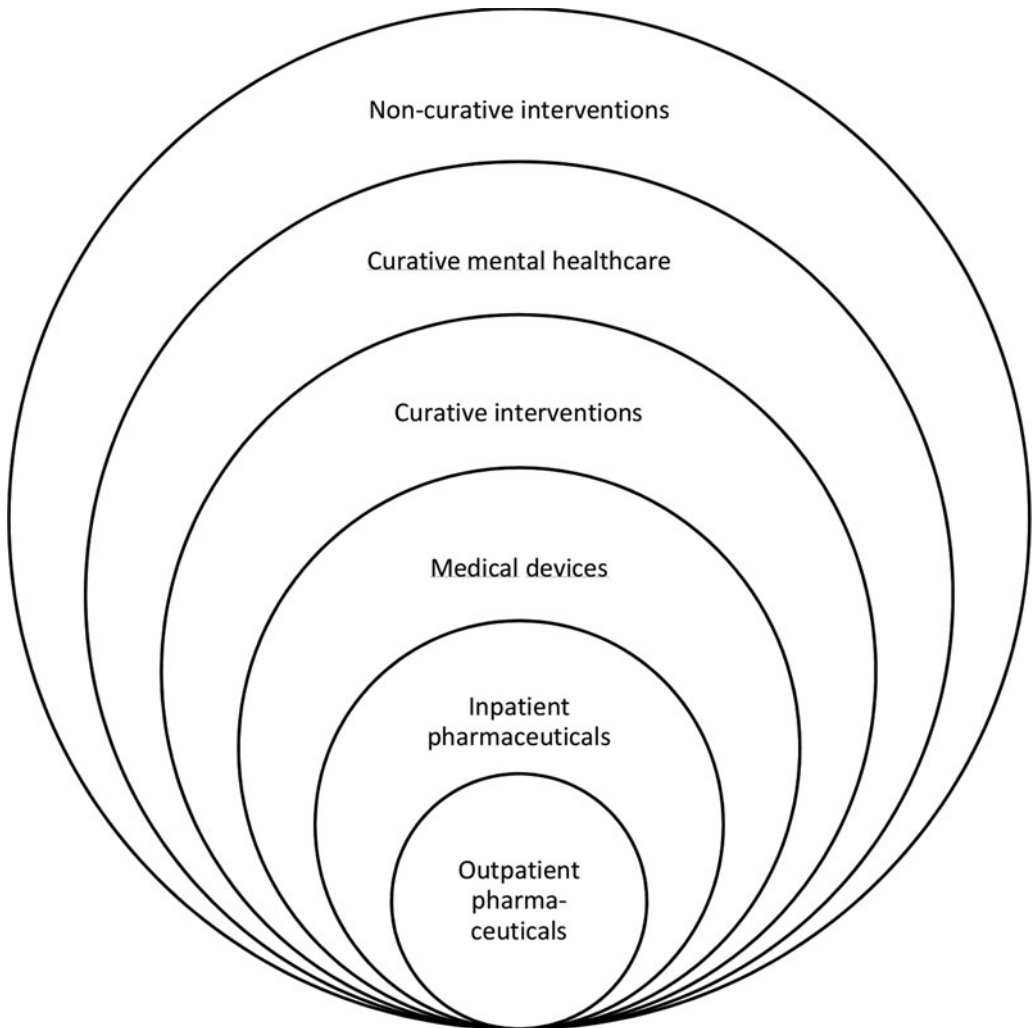 Non-curative interventions
Curative mental healthcare
Curative interventions
Medical devices
Inpatient
pharmaceuticals
Outpatient
pharma-
ceuticals